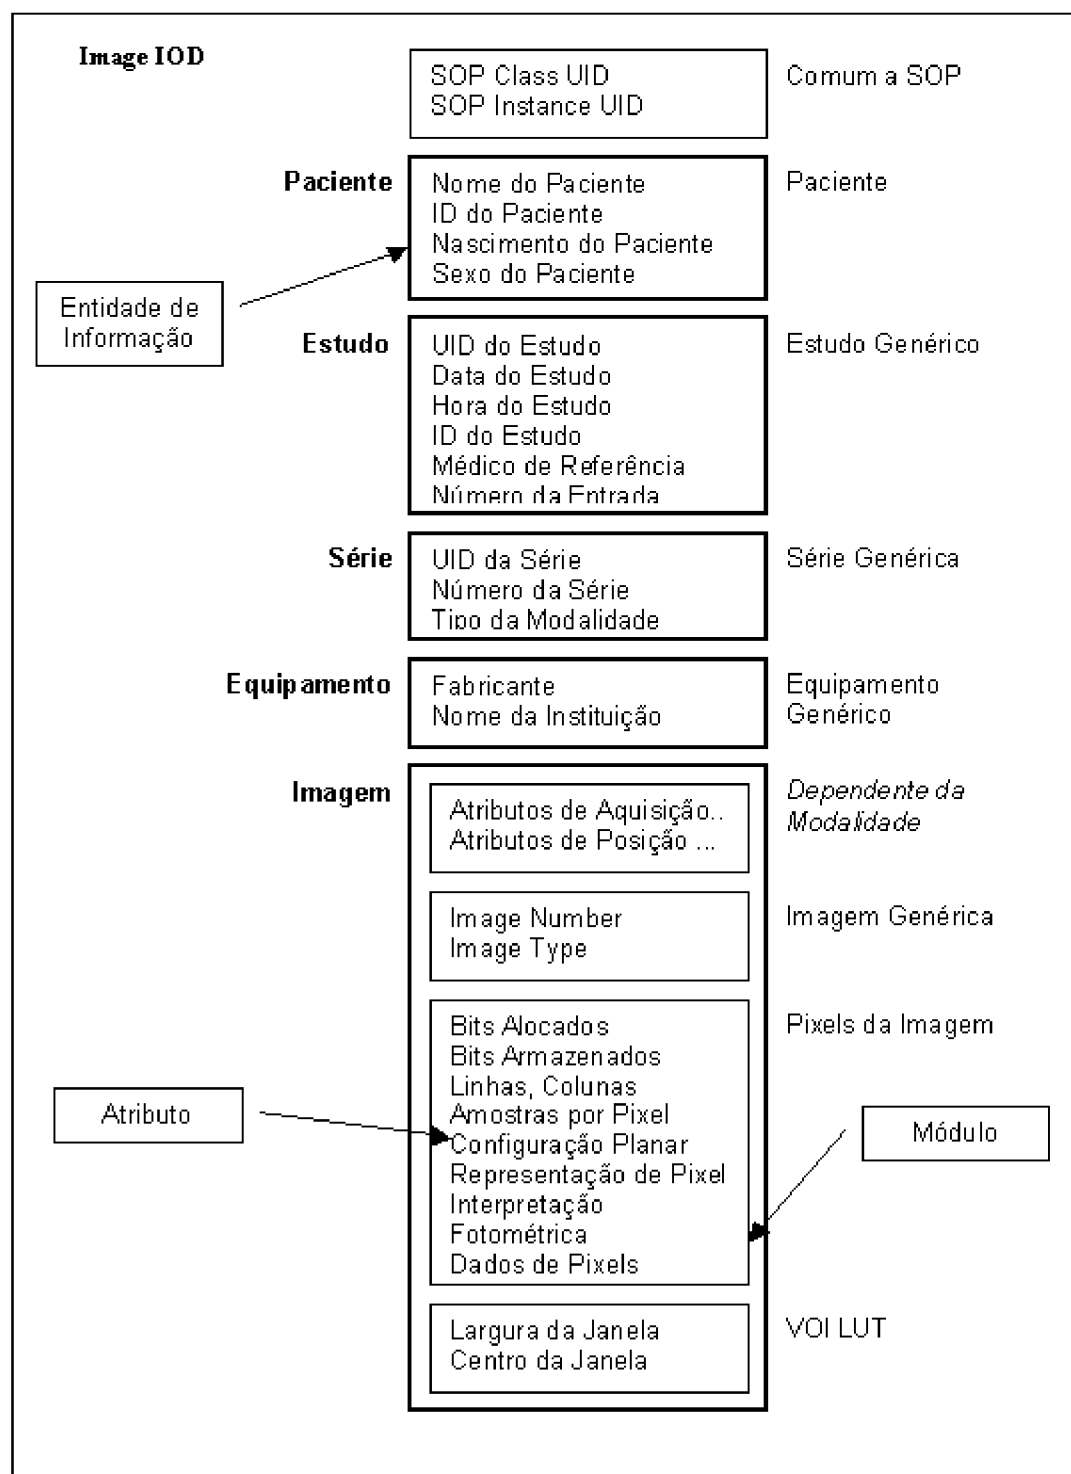 Image IOD
SOP Class UID
SOP Instance UID
Comum a SOP
Paciente
Nome do Paciente
ID do Paciente
Nascimento do Paciente
Sexo do Paciente
Paciente
Entidade de
Informação
Estudo
UID do Estudo
Data do Estudo
Hora do Estudo
ID do Estudo
Médico de Referência
Número da Entrada
Estudo Genérico
Série
UID da Série
Número da Série
Tipo da Modalidade
Série Genérica
Equipamento
Fabricante
Nome da Instituição
Equipamento
Genérico
Imagem
Atributos de Aquisição..
Atributos de Posição ...
Dependente da
Modalidade
Image Number
Image Type
Imagem Genérica
Bits Alocados
Bits Armazenados
Linhas, Colunas
Amostras por Pixel
Configuração Planar
Representação de Pixel
Interpretação
Fotométrica
Dados de Pixels
Pixels da Imagem
Atributo
Módulo
Largura da Janela
Centro da Janela
VOI LUT